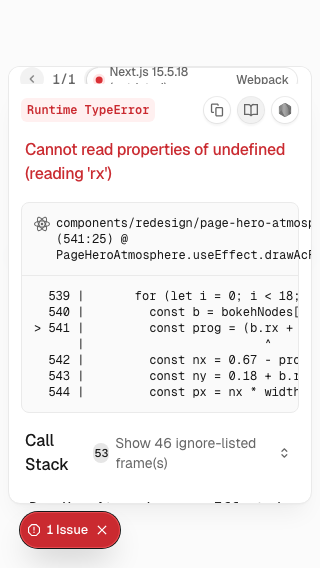 1/1
Next.js 15.5.18
Webpack
Runtime TypeError
Cannot read properties of undefined
(reading 'rx')
components/redesign/page-hero-atmosp
(541:25) @
PageHeroAtmosphere.useEffect.drawAcF
539 | for (let i = 0; i < 18;
540 | const b = bokehNodes[
> 541 | const prog = (b.rx +
| ^
542 | const nx = 0.67 - pro
543 | const ny = 0.18 + b.r
544 | const px = nx * width
Call
Stack
53
Show 46 ignore-listed
frame(s)
1 Issue